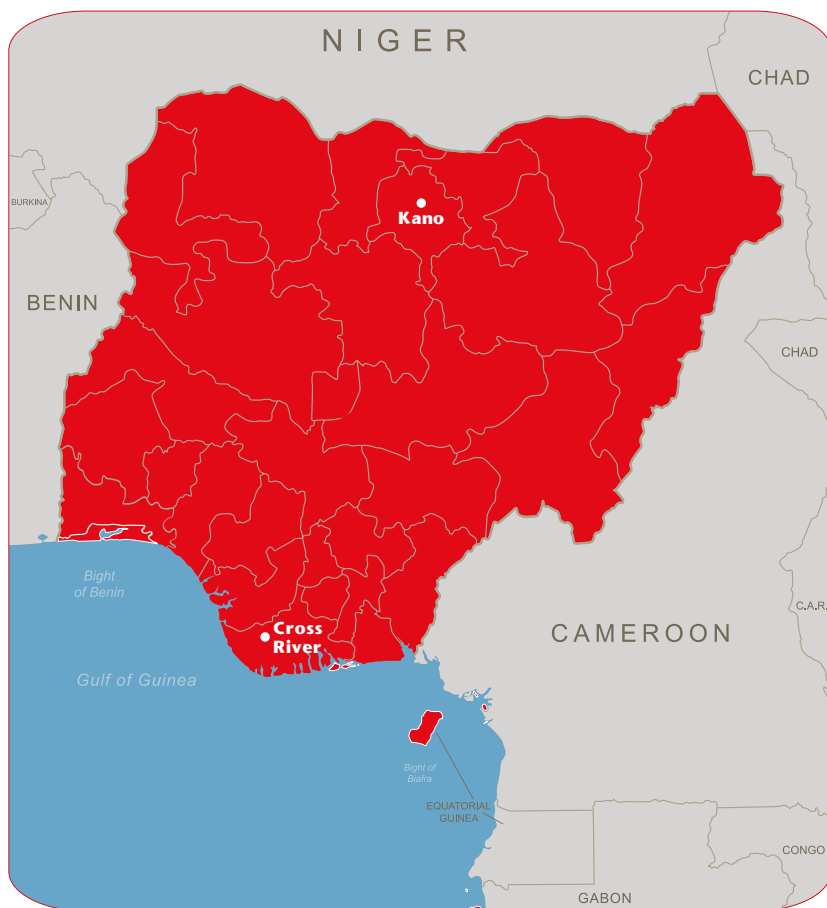 NIGER
CHAD
BURKINA
Kano
BENIN
CHAD
Bight
of Benin
C.A.R.
Cross
River
CAMEROON
Gulf of Guinea
Bight of
Biafra
EQUATORIAL
GUINEA
CONGO
GABON